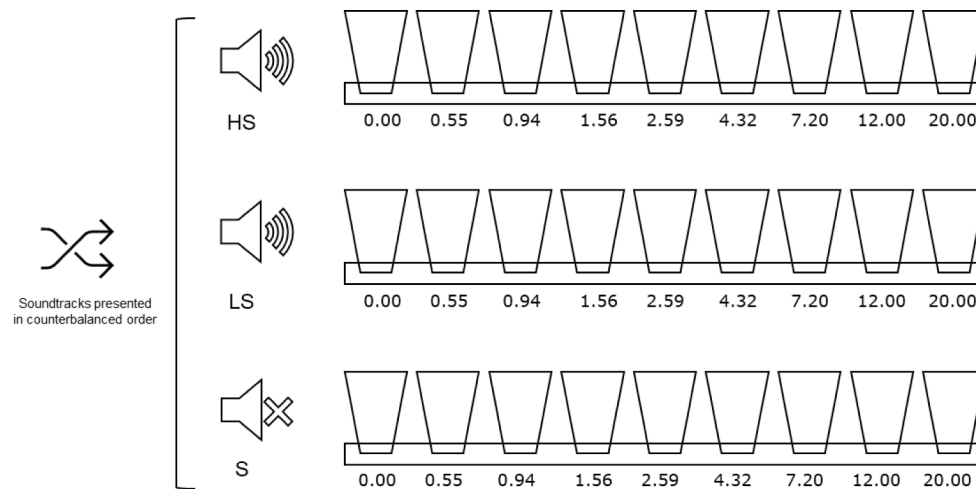 HS
0.00 0.55 0.94 1.56 2.59 4.32 7.20 12.00 20.00
Soundtracks presented
in counterbalanced order
LS
0.00 0.55 0.94 1.56 2.59 4.32 7.20 12.00 20.00
S
0.00 0.55 0.94 1.56 2.59 4.32 7.20 12.00 20.00